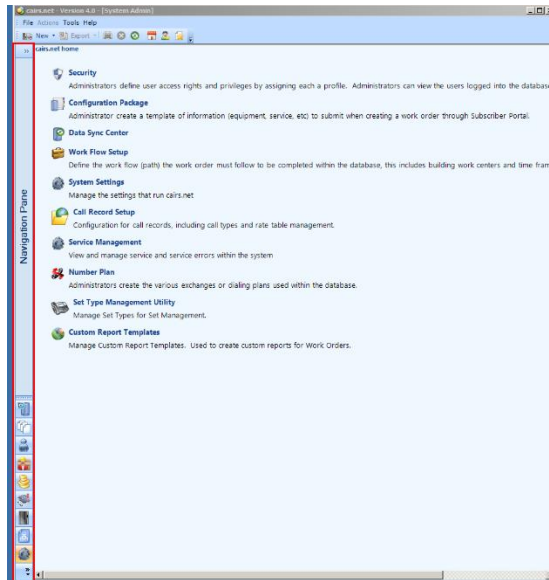 cairs.net - Version 4.0 - [System Admin]
File Actions Tools Help
New Export
cairs.net home
Security
Administrators define user access rights and privileges by assigning each a profile. Administrators can view the users logged into the database
Configuration Package
Administrator create a template of information (equipment, service, etc) to submit when creating a work order through Subscriber Portal.
Data Sync Center
Work Flow Setup
Define the work flow (path) the work order must follow to be completed within the database, this includes building work centers and time fram
System Settings
Manage the settings that run cairs.net
Call Record Setup
Configuration for call records, including call types and rate table management.
Service Management
View and manage service and service errors within the system
Number Plan
Administrators create the various exchanges or dialing plans used within the database.
Set Type Management Utility
Manage Set Types for Set Management.
Custom Report Templates
Manage Custom Report Templates. Used to create custom reports for Work Orders.
Navigation Pane